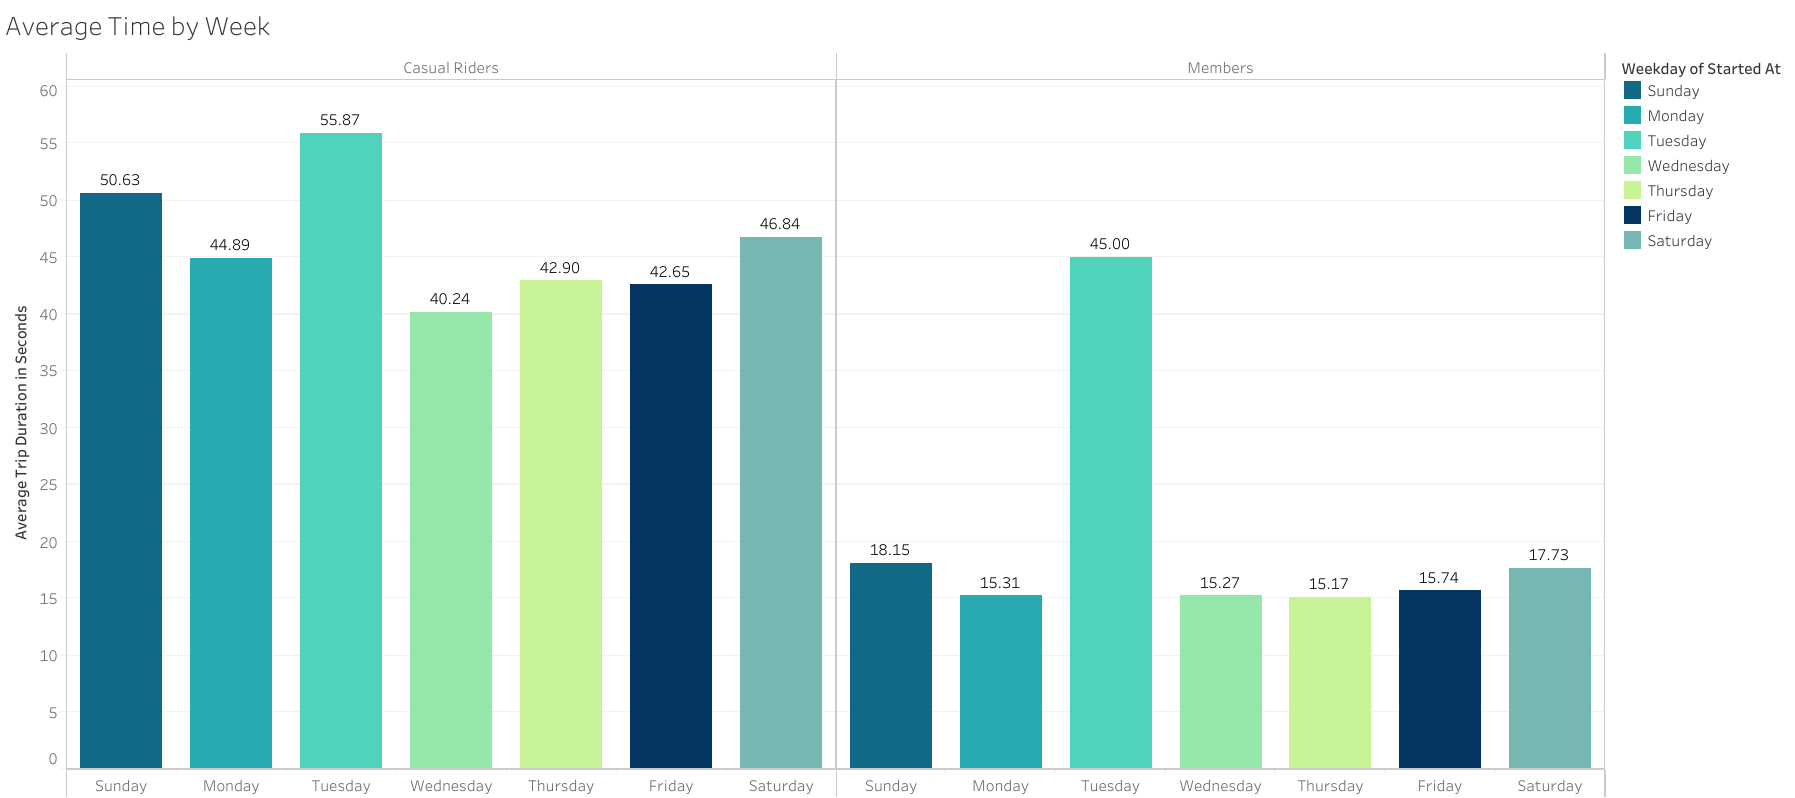 Average Time by Week
Casual Riders
Members
Weekday of Started At
Sunday
Monday
Tuesday
Wednesday
Thursday
Friday
Saturday
Average Trip Duration in Seconds
60
55
50
45
40
35
30
25
20
15
10
5
0
50.63
44.89
55.87
40.24
42.90
42.65
46.84
18.15
15.31
45.00
15.27
15.17
15.74
17.73
Sunday Monday Tuesday Wednesday Thursday Friday Saturday
Sunday Monday Tuesday Wednesday Thursday Friday Saturday